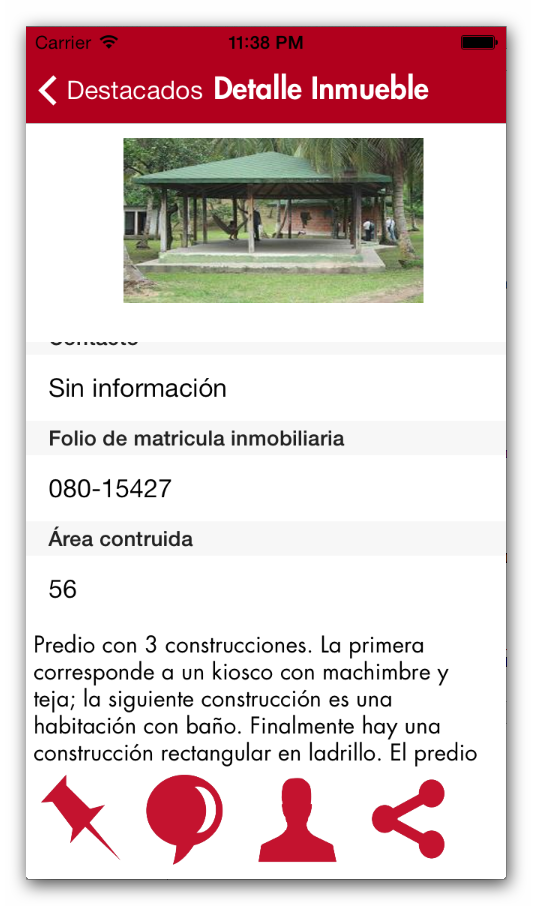 Carrier 11:38 PM
Destacados Detalle Inmueble
Contacto
Sin información
Folio de matricula inmobiliaria
080-15427
Área contruida
56
Predio con 3 construcciones. La primera
corresponde a un kiosco con machimbre y
teja; la siguiente construcción es una
habitación con baño. Finalmente hay una
construcción rectangular en ladrillo. El predio